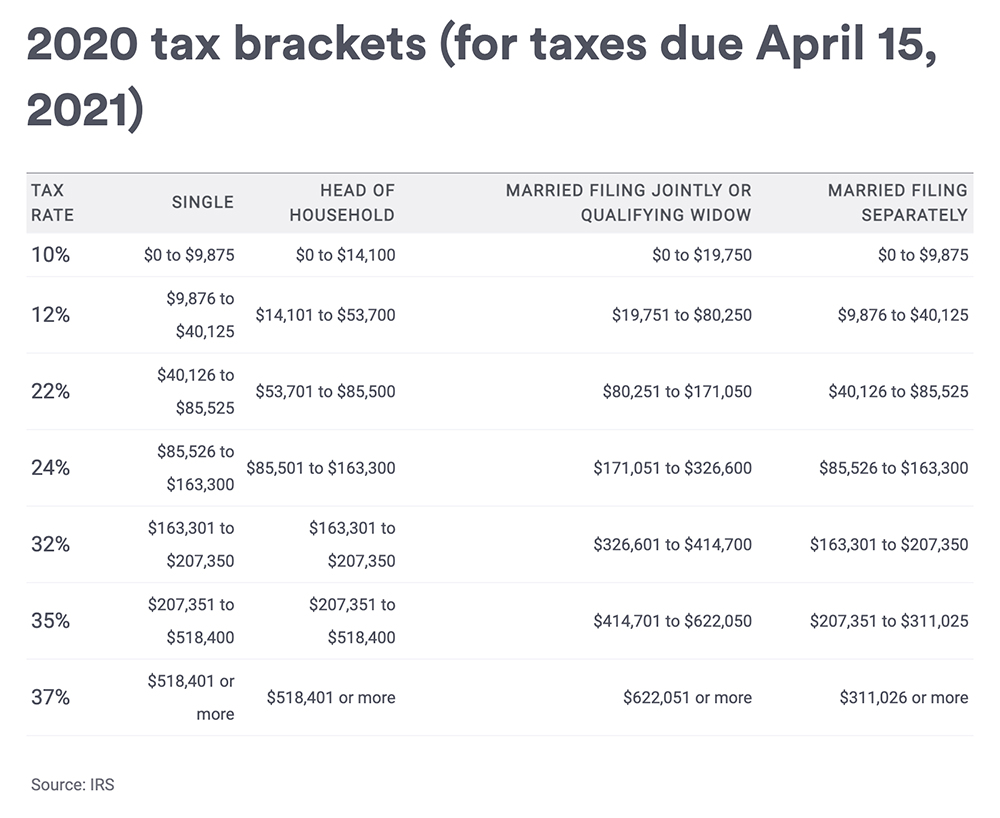 2020 tax brackets (for taxes due April 15,
2021)
TAX RATE SINGLE HEAD OF HOUSEHOLD MARRIED FILING JOINTLY OR QUALIFYING WIDOW MARRIED FILING SEPARATELY
10% $0 to $9,875 $0 to $14,100 $0 to $19,750 $0 to $9,875
12% $9,876 to $40,125 $14,101 to $53,700 $19,751 to $80,250 $9,876 to $40,125
22% $40,126 to $85,525 $53,701 to $85,500 $80,251 to $171,050 $40,126 to $85,525
24% $85,526 to $163,300 $85,501 to $163,300 $171,051 to $326,600 $85,526 to $163,300
32% $163,301 to $207,350 $163,301 to $207,350 $326,601 to $414,700 $163,301 to $207,350
35% $207,351 to $518,400 $207,351 to $518,400 $414,701 to $622,050 $207,351 to $311,025
37% $518,401 or more $518,401 or more $622,051 or more $311,026 or more
Source: IRS